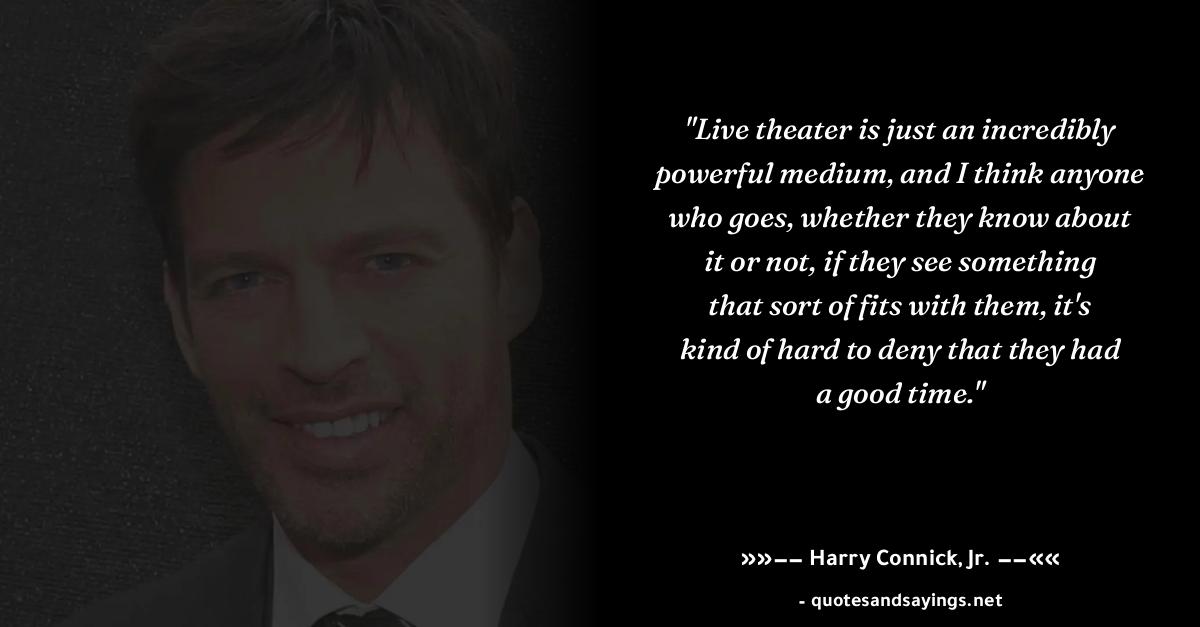 "Live theater is just an incredibly
powerful medium, and I think anyone
who goes, whether they know about
it or not, if they see something
that sort of fits with them, it's
kind of hard to deny that they had
a good time."
»»−− Harry Connick, Jr. −−««
- quotesandsayings.net